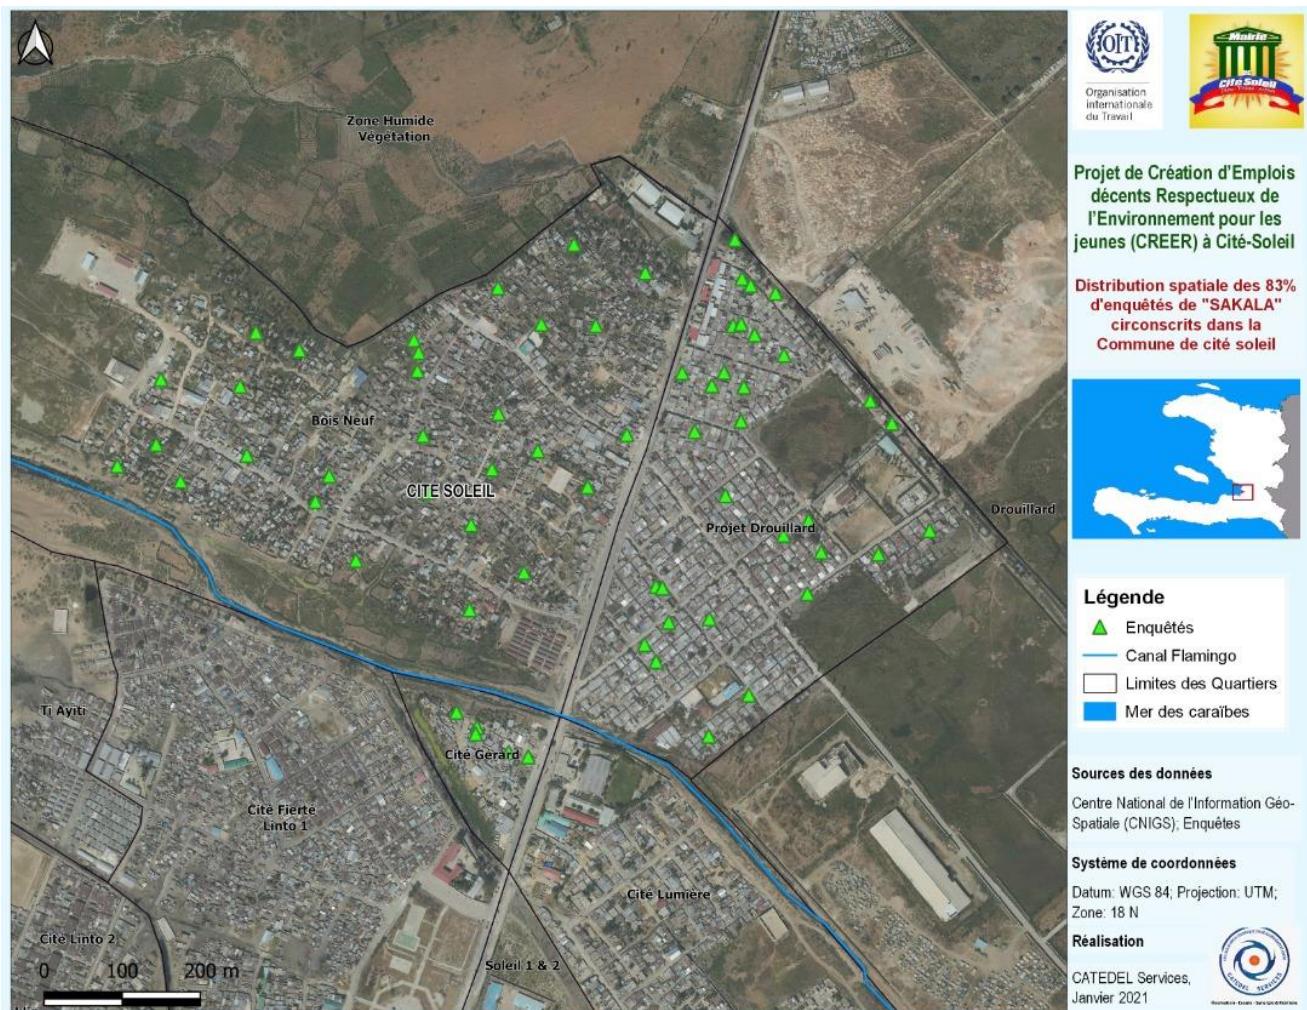 Zone Humide
Végétation
Bois Neuf
CITE SOLEIL
Projet Drouillard
Drouillard
Ti Ayiti
Cité Gérard
Cité Fierté
Linto 1
Cité Lumière
Cité Linto 2
Soleil 1 & 2
0 100 200 m
OIT
Organisation
internationale
du Travail
Mairie
Cité Soleil
Projet de Création d'Emplois
décents Respectueux de
l'Environnement pour les
jeunes (CREER) à Cité-Soleil
Distribution spatiale des 83%
d'enquêtés de "SAKALA"
circonscrits dans la
Commune de cité soleil
Légende
Enquêtés
Canal Flamingo
Limites des Quartiers
Mer des caraïbes
Sources des données
Centre National de l'Information Géo-
Spatiale (CNIGS); Enquêtes
Système de coordonnées
Datum: WGS 84; Projection: UTM;
Zone: 18 N
Réalisation
CATEDEL Services,
Janvier 2021
CATEDEL SERVICES